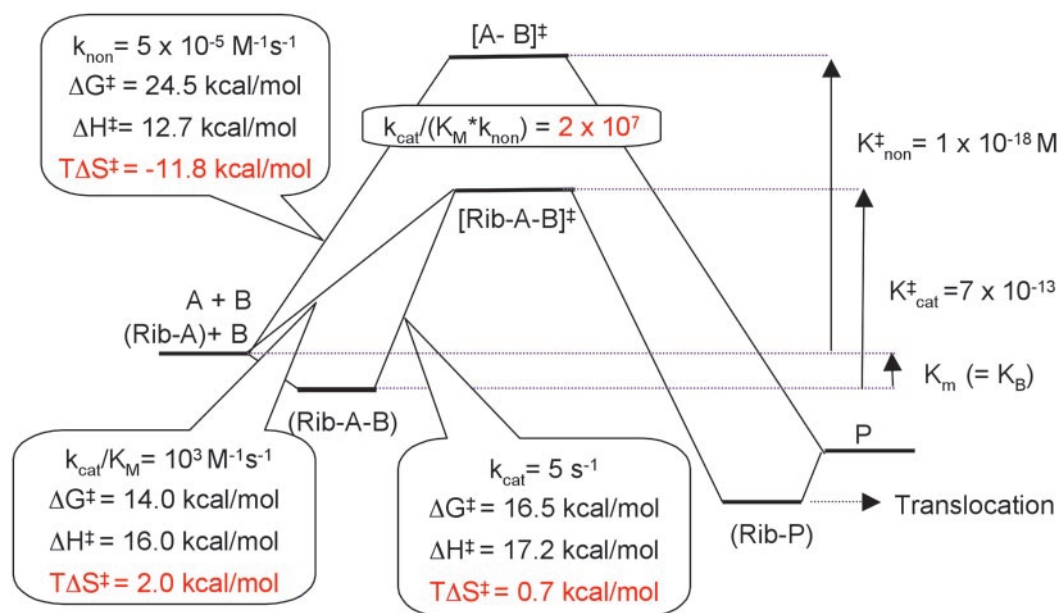 k_non = 5 x 10⁻⁵ M⁻¹s⁻¹
ΔG‡ = 24.5 kcal/mol
ΔH‡ = 12.7 kcal/mol
TΔS‡ = -11.8 kcal/mol
[A- B]‡
k_cat/(K_M*k_non) = 2 x 10⁷
K‡_non = 1 x 10⁻¹⁸ M
[Rib-A-B]‡
K‡_cat =7 x 10⁻¹³
A + B
(Rib-A)+ B
K_m (= K_B)
(Rib-A-B)
P
k_cat/K_M = 10³ M⁻¹s⁻¹
ΔG‡ = 14.0 kcal/mol
ΔH‡ = 16.0 kcal/mol
TΔS‡ = 2.0 kcal/mol
k_cat = 5 s⁻¹
ΔG‡ = 16.5 kcal/mol
ΔH‡ = 17.2 kcal/mol
TΔS‡ = 0.7 kcal/mol
(Rib-P)
Translocation